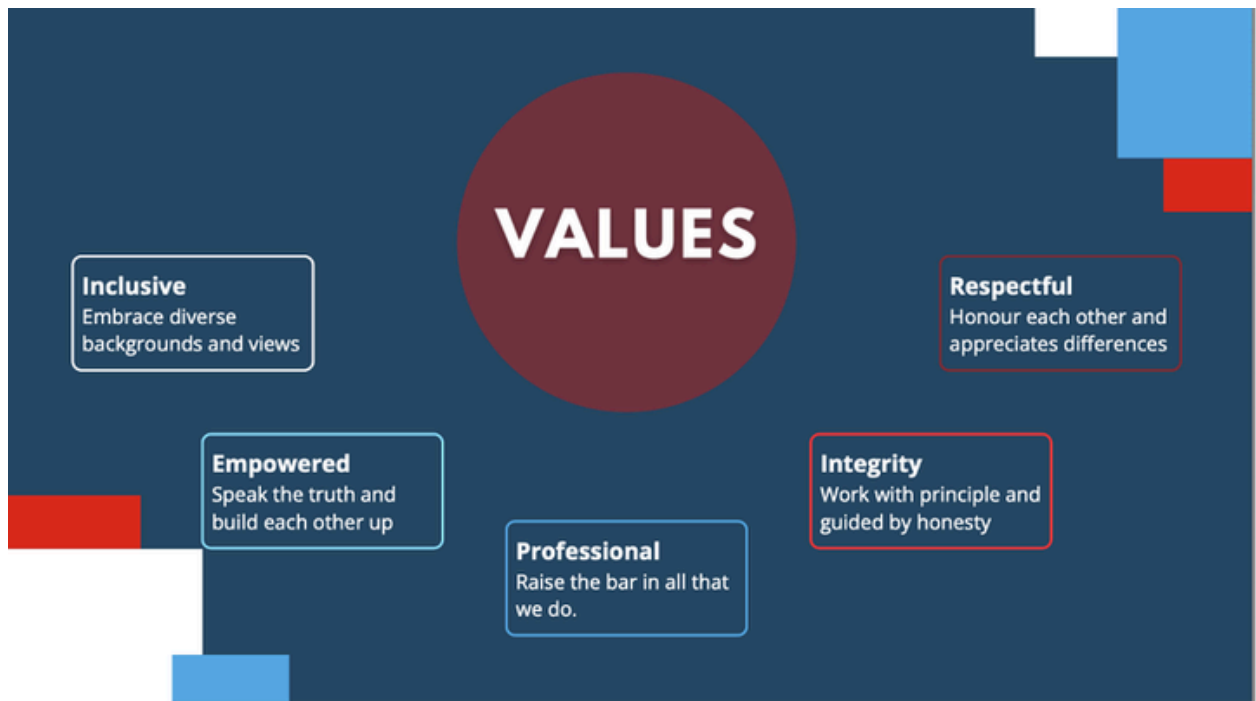 VALUES
Inclusive
Embrace diverse
backgrounds and views
Empowered
Speak the truth and
build each other up
Professional
Raise the bar in all that
we do.
Integrity
Work with principle and
guided by honesty
Respectful
Honour each other and
appreciates differences